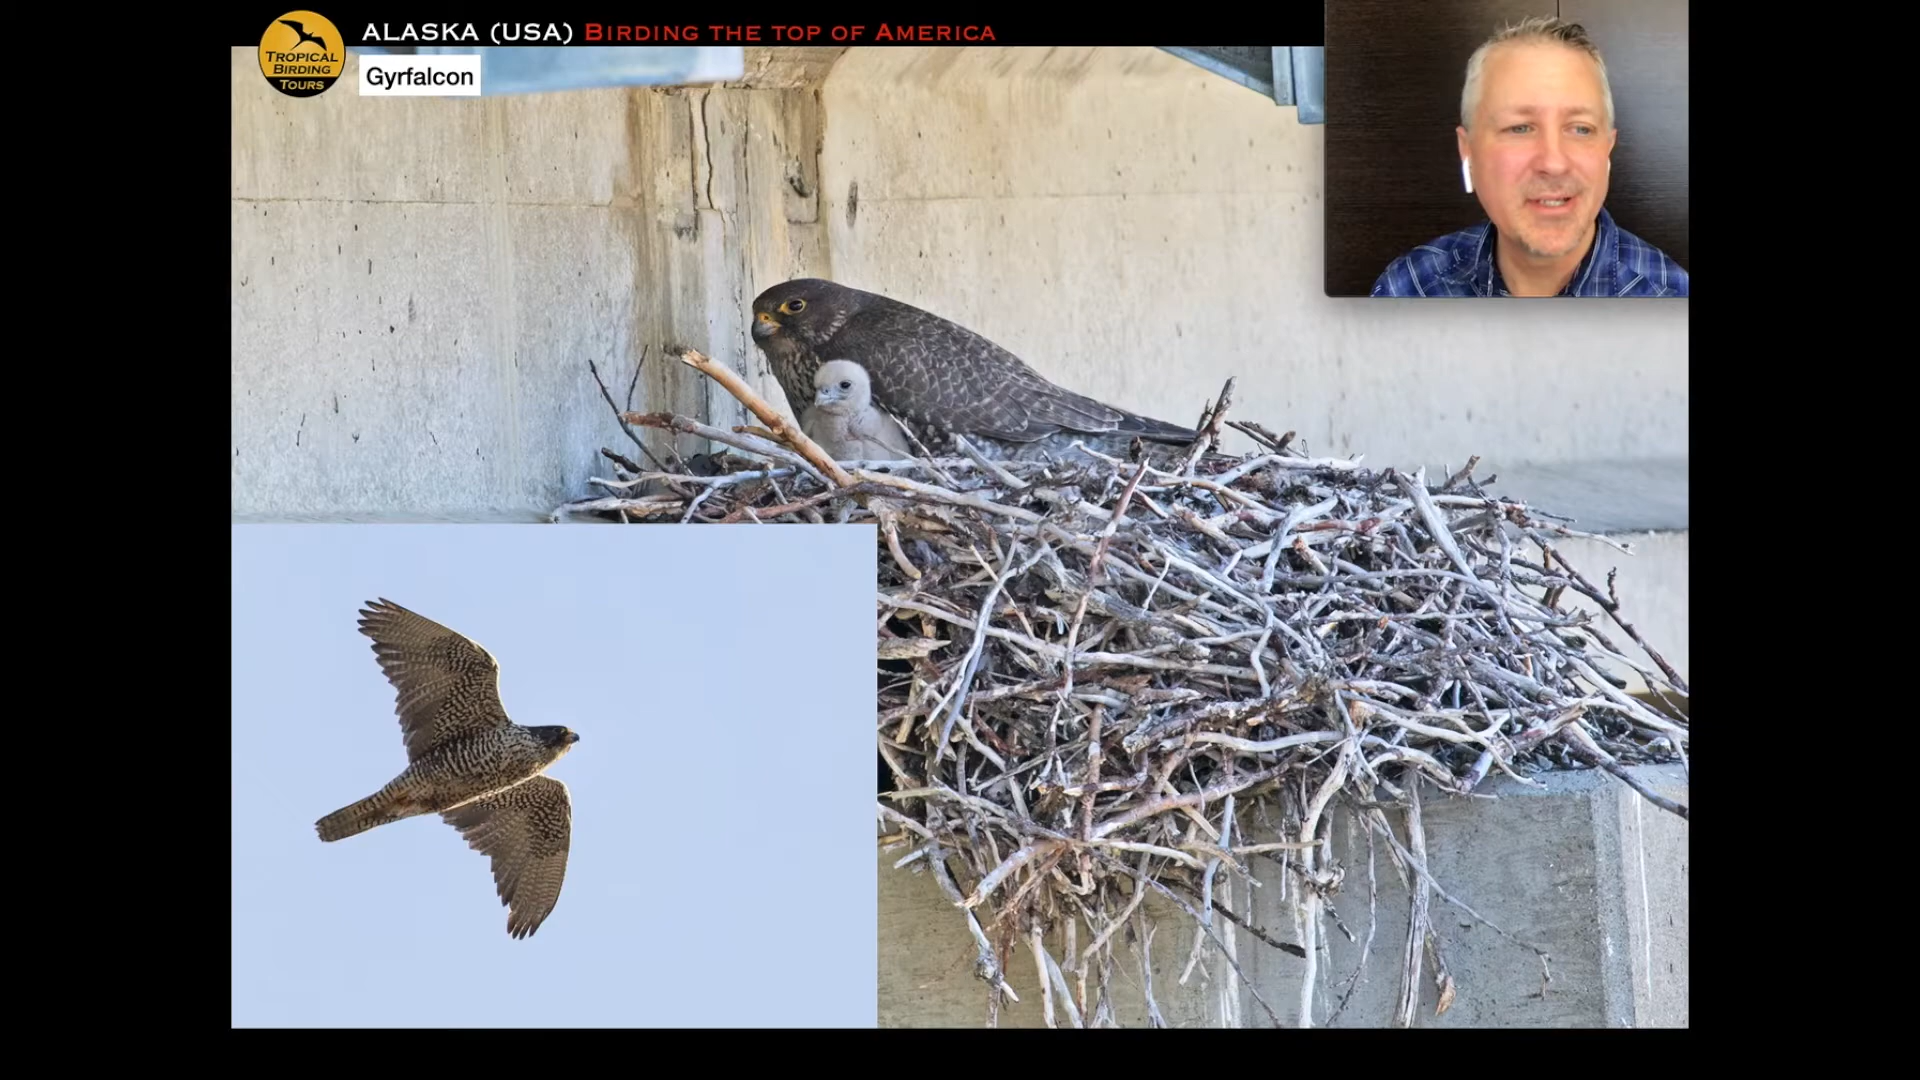 ALASKA (USA) BIRDING THE TOP OF AMERICA
TROPICAL
BIRDING
TOURS
Gyrfalcon